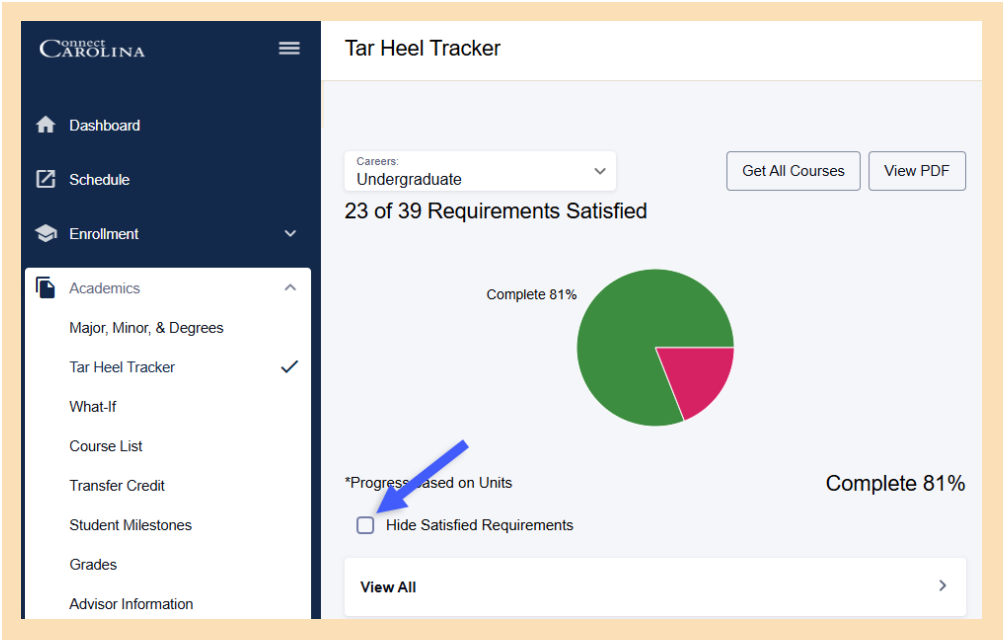 Connect
CAROLINA
Tar Heel Tracker
Dashboard
Schedule
Enrollment
Academics
Major, Minor, & Degrees
Tar Heel Tracker
What-If
Course List
Transfer Credit
Student Milestones
Grades
Advisor Information
Careers:
Undergraduate
Get All Courses
View PDF
23 of 39 Requirements Satisfied
Complete 81%
*Progress based on Units
Complete 81%
Hide Satisfied Requirements
View All